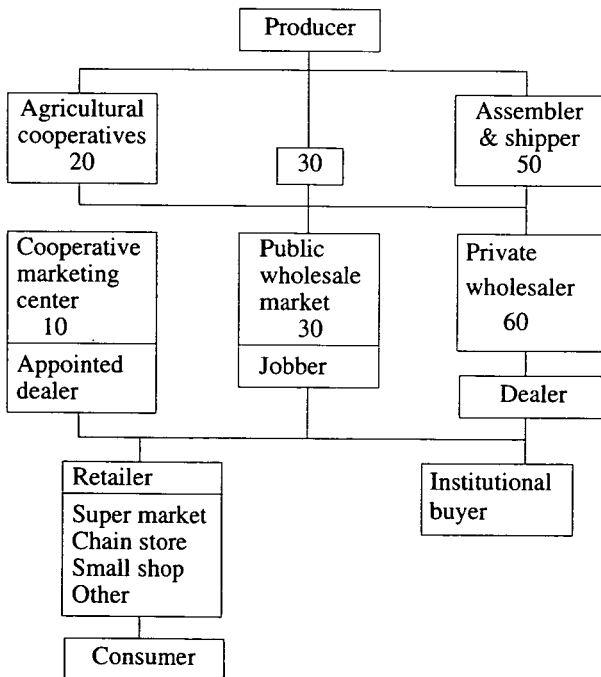 Producer
Agricultural
cooperatives
20
30
Assembler
& shipper
50
Cooperative
marketing
center
10
Appointed
dealer
Public
wholesale
market
30
Jobber
Private
wholesaler
60
Dealer
Retailer
Super market
Chain store
Small shop
Other
Institutional
buyer
Consumer